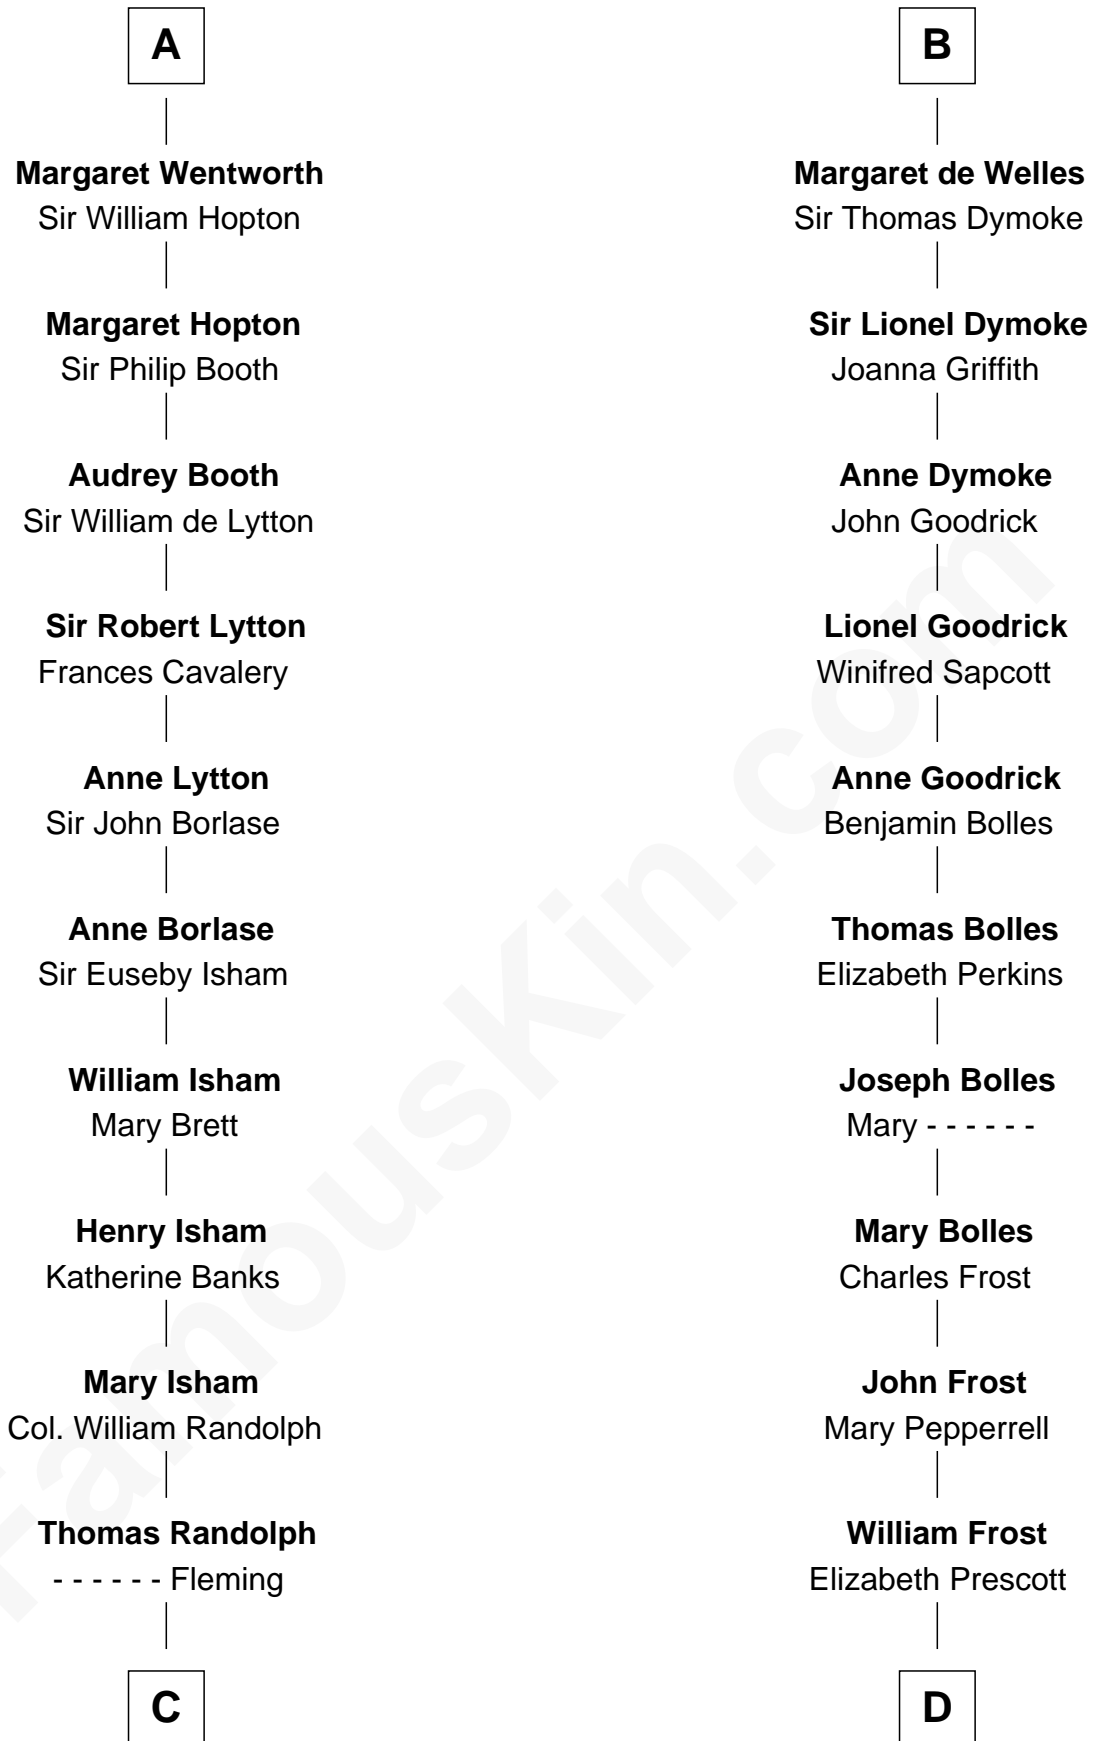 A
Margaret Wentworth
Sir William Hopton
Margaret Hopton
Sir Philip Booth
Audrey Booth
Sir William de Lytton
Sir Robert Lytton
Frances Cavalery
Anne Lytton
Sir John Borlase
Anne Borlase
Sir Euseby Isham
William Isham
Mary Brett
Henry Isham
Katherine Banks
Mary Isham
Col. William Randolph
Thomas Randolph
- - - - - - Fleming
C
B
Margaret de Welles
Sir Thomas Dymoke
Sir Lionel Dymoke
Joanna Griffith
Anne Dymoke
John Goodrick
Lionel Goodrick
Winifred Sapcott
Anne Goodrick
Benjamin Bolles
Thomas Bolles
Elizabeth Perkins
Joseph Bolles
Mary - - - - - -
Mary Bolles
Charles Frost
John Frost
Mary Pepperrell
William Frost
Elizabeth Prescott
D
FamousKin.com